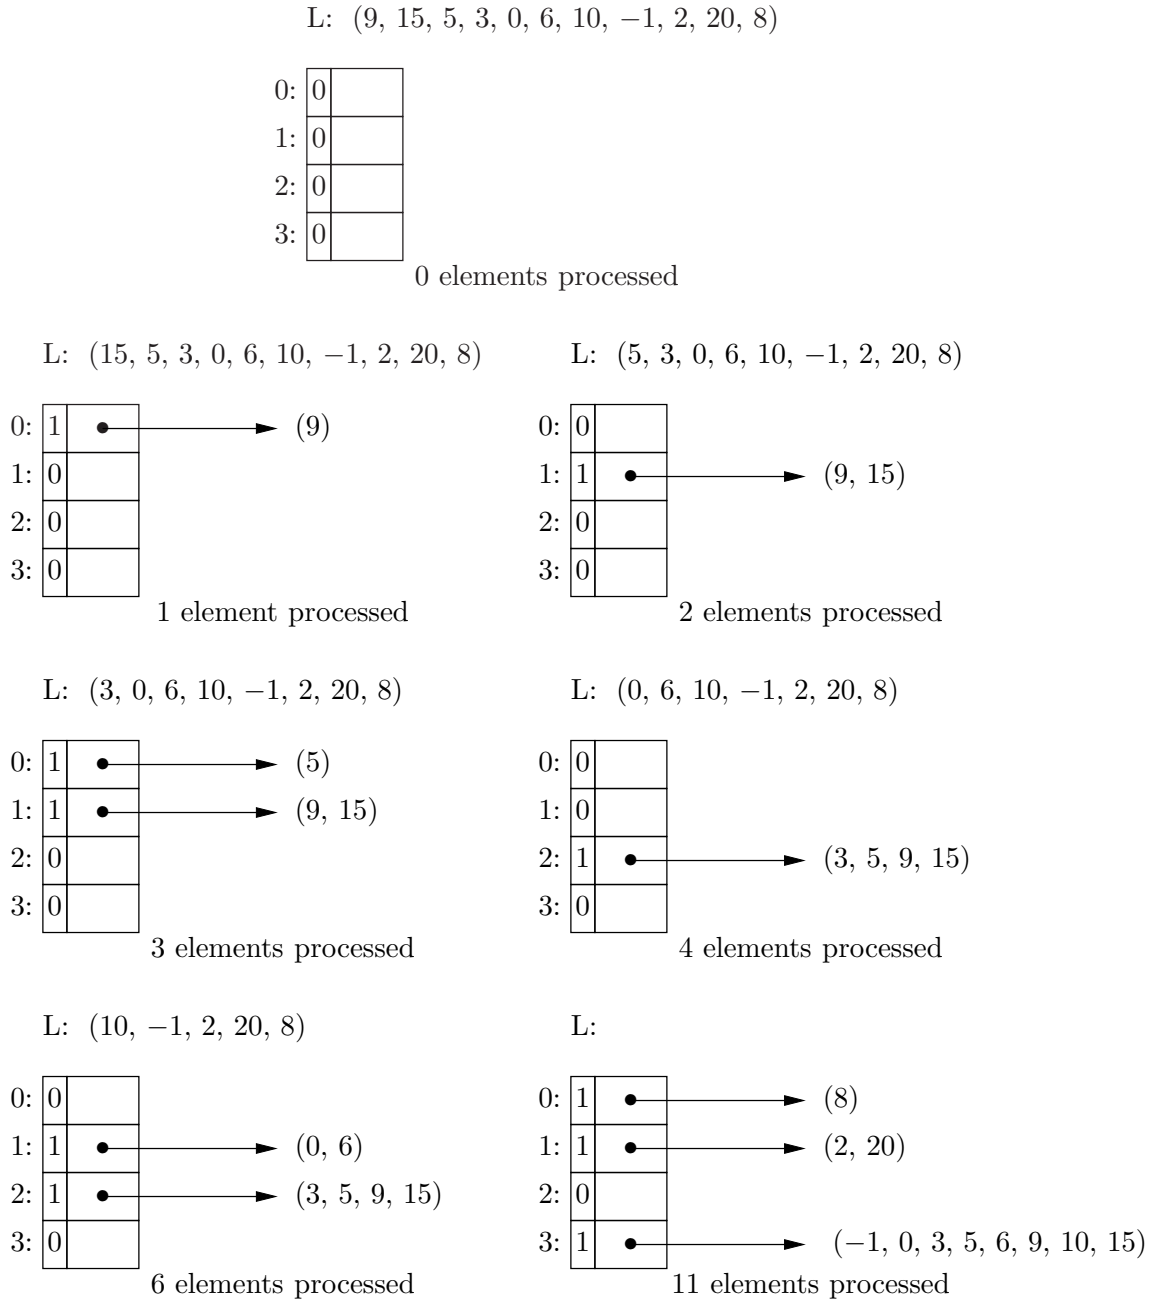 L: (9, 15, 5, 3, 0, 6, 10, −1, 2, 20, 8)
0: 0
1: 0
2: 0
3: 0
0 elements processed
L: (15, 5, 3, 0, 6, 10, −1, 2, 20, 8)
0: 1 (9)
1: 0
2: 0
3: 0
1 element processed
L: (5, 3, 0, 6, 10, −1, 2, 20, 8)
0: 0
1: 1 (9, 15)
2: 0
3: 0
2 elements processed
L: (3, 0, 6, 10, −1, 2, 20, 8)
0: 1 (5)
1: 1 (9, 15)
2: 0
3: 0
3 elements processed
L: (0, 6, 10, −1, 2, 20, 8)
0: 0
1: 0
2: 1 (3, 5, 9, 15)
3: 0
4 elements processed
L: (10, −1, 2, 20, 8)
0: 0
1: 1 (0, 6)
2: 1 (3, 5, 9, 15)
3: 0
6 elements processed
L:
0: 1 (8)
1: 1 (2, 20)
2: 0
3: 1 (−1, 0, 3, 5, 6, 9, 10, 15)
11 elements processed